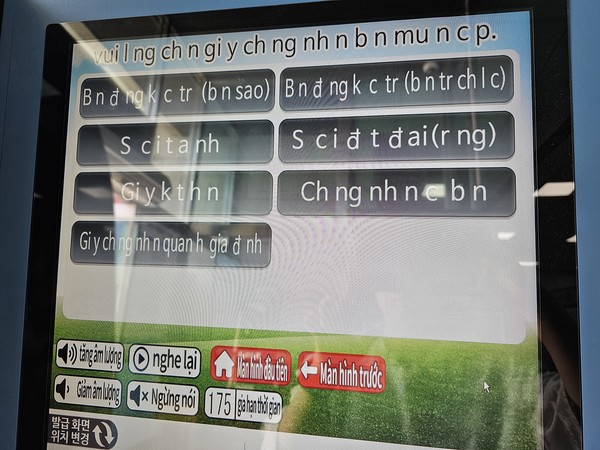 vui l ng ch n gi y ch ng nh n b n mu n c p.
B n đ ng k c tr (b n sao)
B n đ ng k c tr (b n tr ch l c)
S c i t a nh
S c i đ t đ ai(r ng)
Gi y k t h n
Ch ng nh n c b n
Gi y ch ng nh n quan h gia đ nh
tăng âm lượng
nghe lại
Màn hình đầu tiên
Màn hình trước
Giảm âm lượng
Ngừng nói
175
gia hạn thời gian
발급 화면
위치 변경